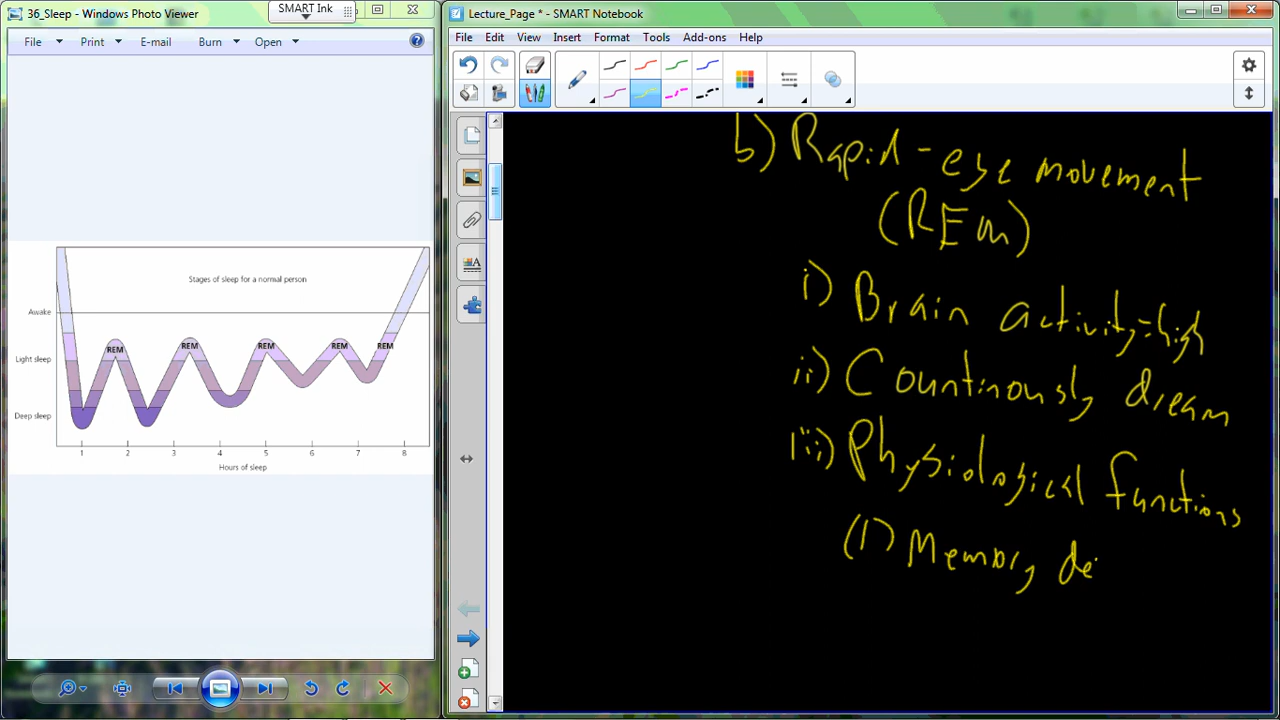 36_Sleep - Windows Photo Viewer
SMART Ink
File Print Burn E-mail Open
Stages of sleep for a normal person
Awake
Light sleep
Deep sleep
REM REM REM REM REM
1 2 3 4 5 6 7 8
Hours of sleep
Lecture_Page * - SMART Notebook
File Edit View Insert Format Tools Add-ons Help
b) Rapid-eye movement
(REM)
i) Brain activity=high
ii) Countinously dream
iii) Physiological functions
(1) Memory de